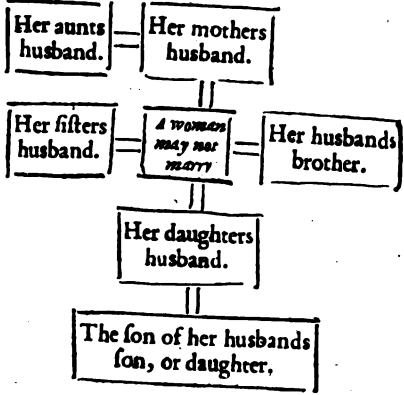 Her aunts
husband.
Her mothers
husband.
Her ſiſters
husband.
A woman
may not
marry
Her husbands
brother.
Her daughters
husband.
The ſon of her husbands
ſon, or daughter,